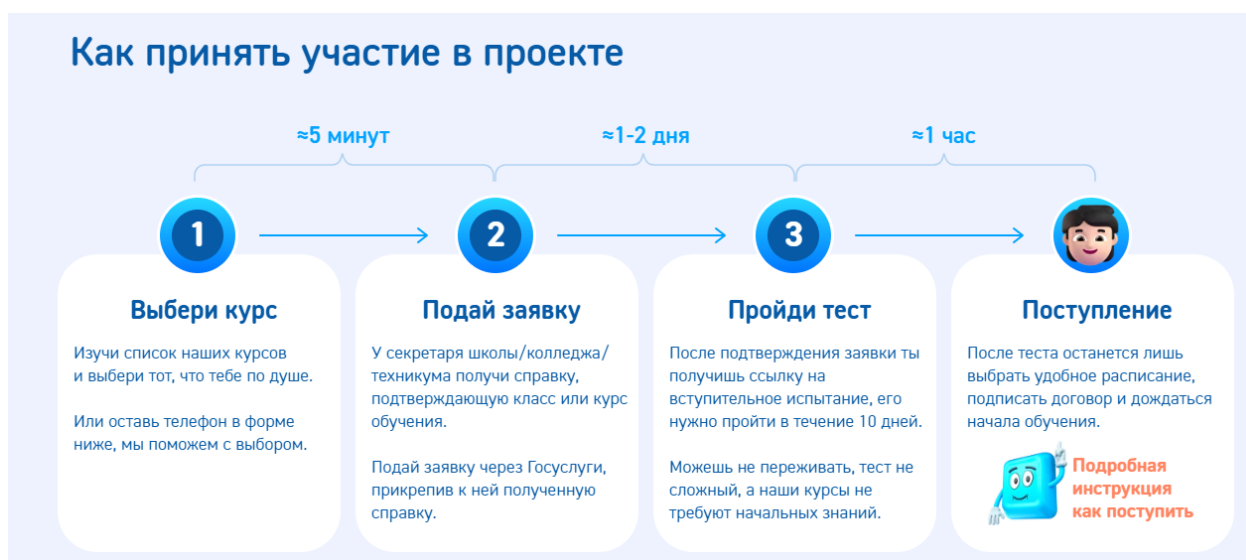 Как принять участие в проекте
≈5 минут
≈1-2 дня
≈1 час
1
2
3
Выбери курс
Изучи список наших курсов
и выбери тот, что тебе по душе.
Или оставь телефон в форме
ниже, мы поможем с выбором.
Подай заявку
У секретаря школы/колледжа/
техникума получи справку,
подтверждающую класс или курс
обучения.
Подай заявку через Госуслуги,
прикрепив к ней полученную
справку.
Пройди тест
После подтверждения заявки ты
получишь ссылку на
вступительное испытание, его
нужно пройти в течение 10 дней.
Можешь не переживать, тест не
сложный, а наши курсы не
требуют начальных знаний.
Поступление
После теста останется лишь
выбрать удобное расписание,
подписать договор и дождаться
начала обучения.
Подробная
инструкция
как поступить